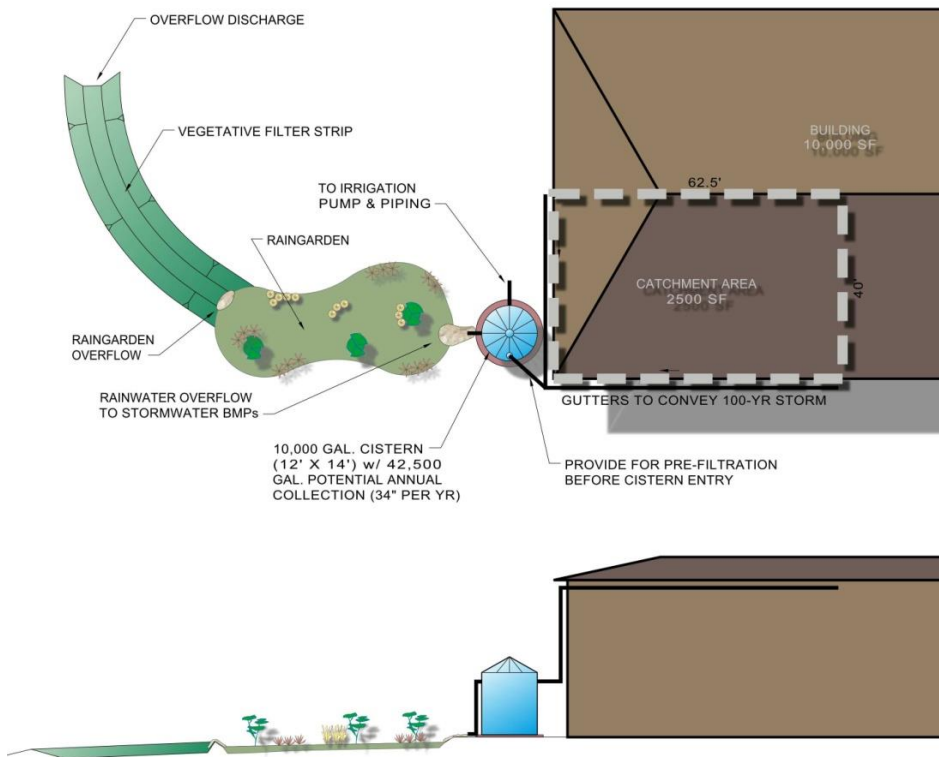 OVERFLOW DISCHARGE
VEGETATIVE FILTER STRIP
BUILDING
10,000 SF
62.5'
TO IRRIGATION
PUMP & PIPING
RAINGARDEN
CATCHMENT AREA
2500 SF
40'
RAINGARDEN
OVERFLOW
RAINWATER OVERFLOW
TO STORMWATER BMPs
GUTTERS TO CONVEY 100-YR STORM
10,000 GAL. CISTERN
(12' X 14') w/ 42,500
GAL. POTENTIAL ANNUAL
COLLECTION (34" PER YR)
PROVIDE FOR PRE-FILTRATION
BEFORE CISTERN ENTRY